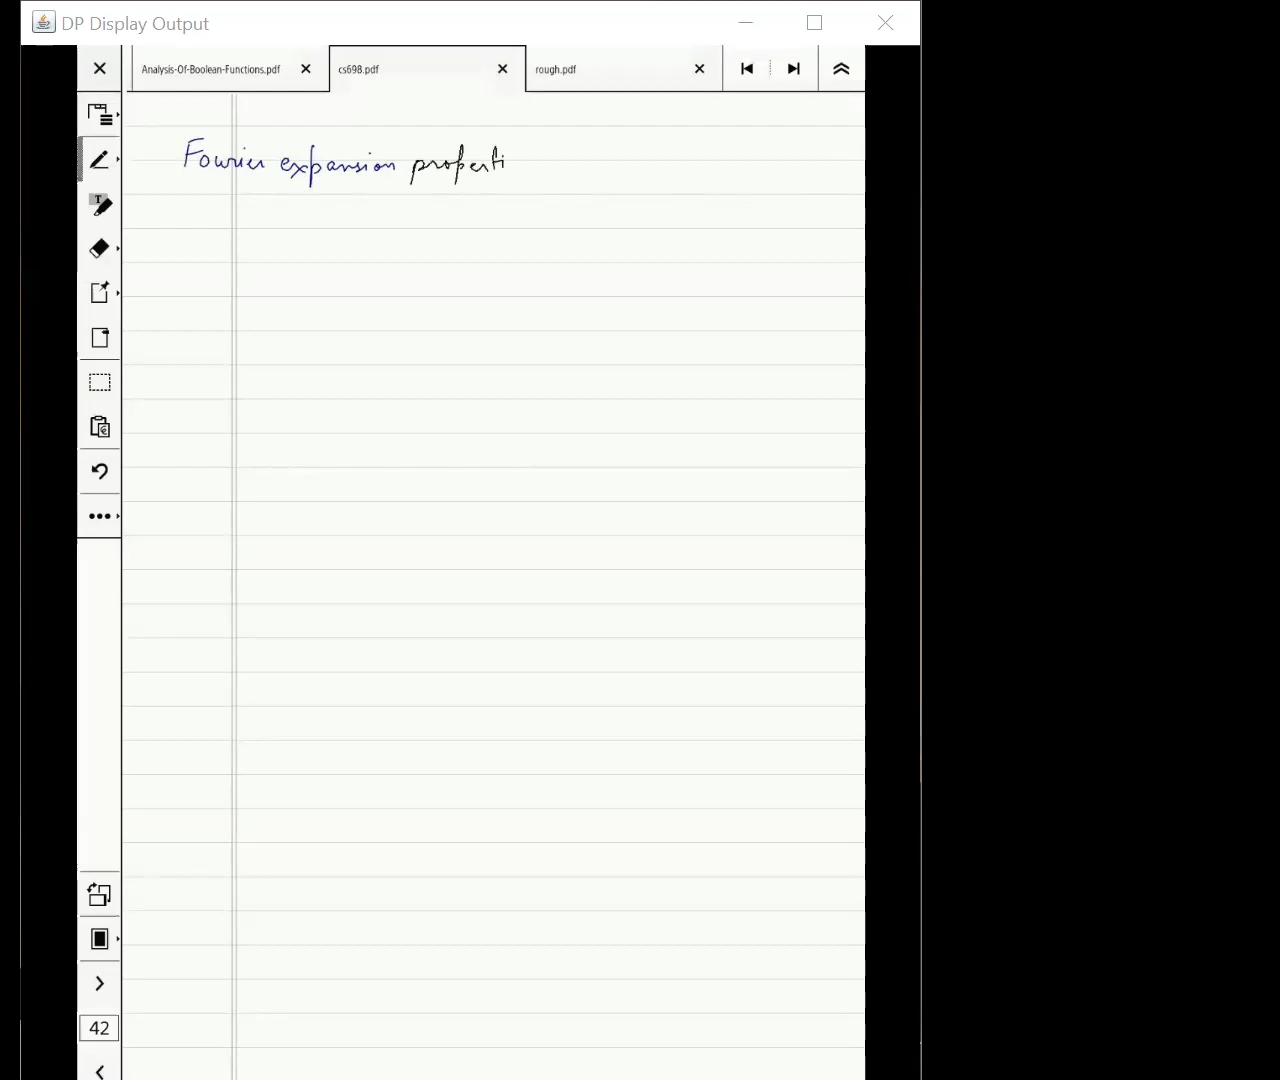 DP Display Output
Analysis-Of-Boolean-Functions.pdf
cs698.pdf
rough.pdf
Fourier expansion properti
42